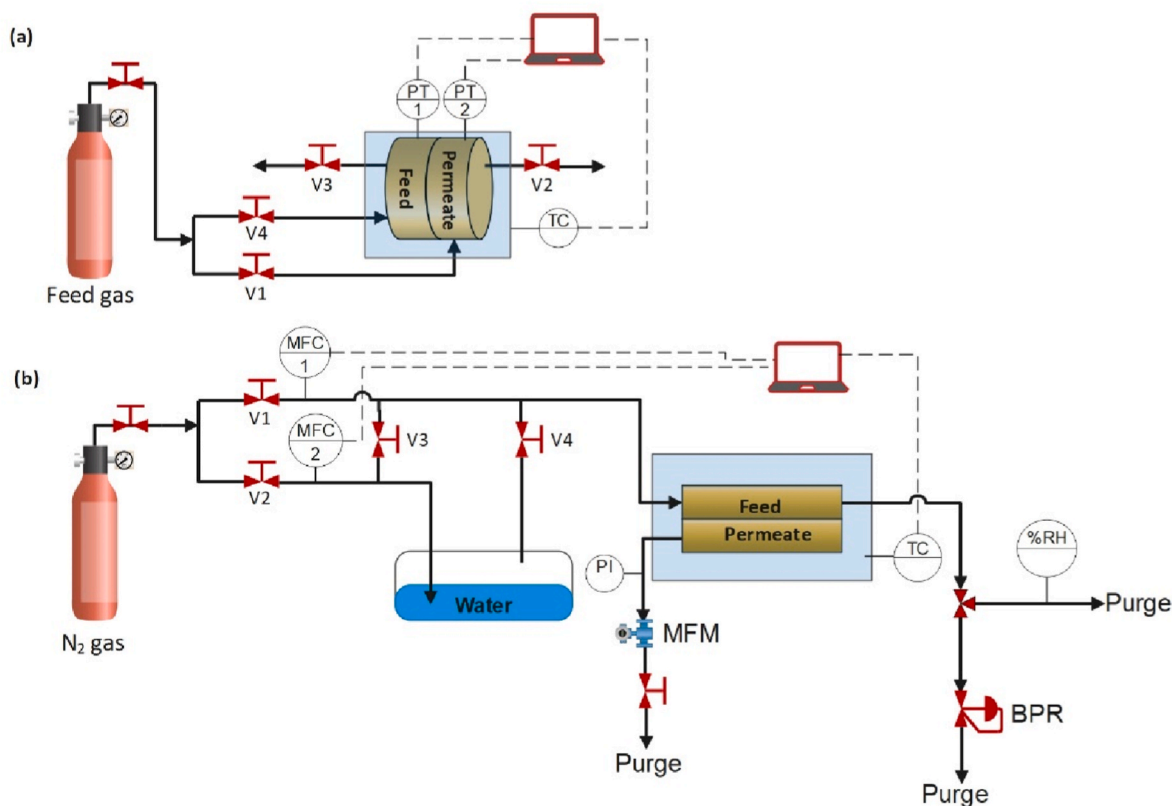 (a)
PT
1
PT
2
Feed
Permeate
V3
V2
V4
TC
V1
Feed gas
(b)
MFC
1
V1
MFC
2
V3
V4
V2
Feed
Permeate
%RH
PI
TC
Water
Purge
MFM
N₂ gas
BPR
Purge
Purge